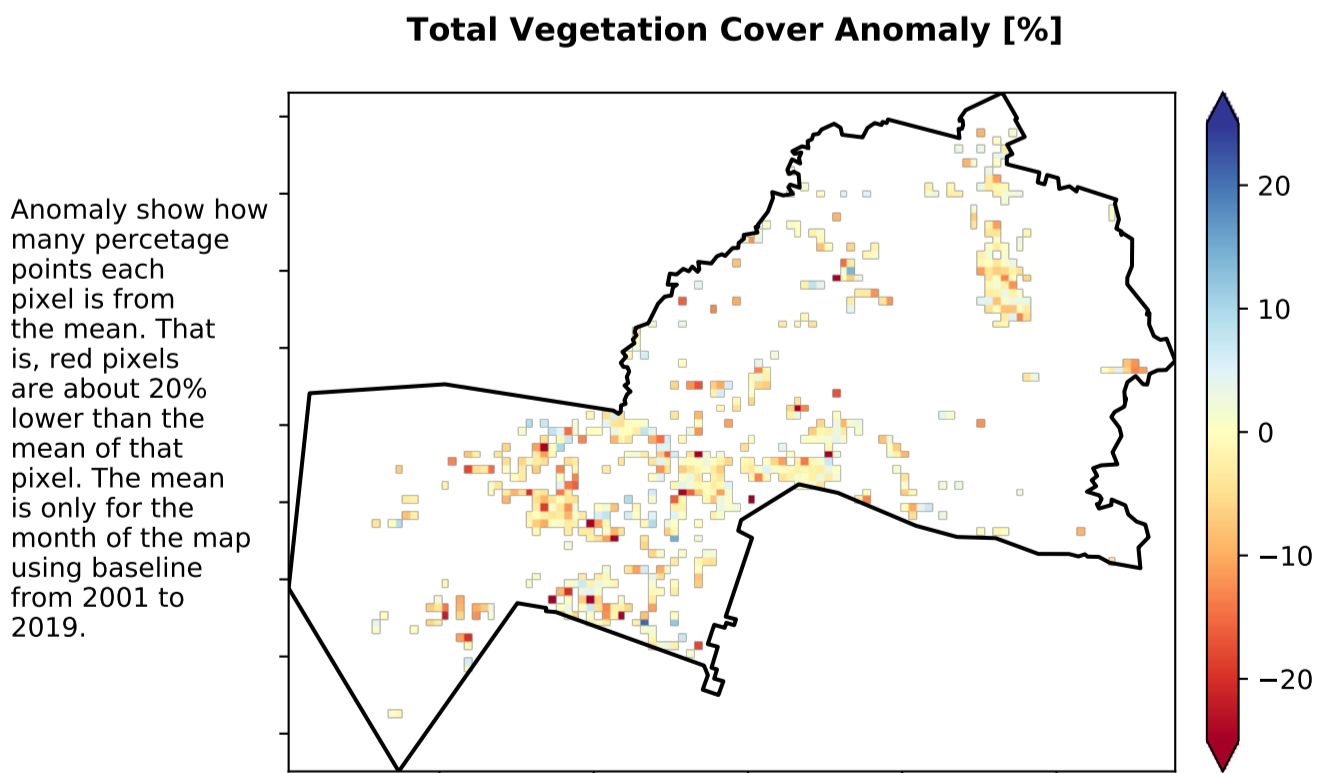 Total Vegetation Cover Anomaly [%]
Anomaly show how
many percetage
points each
pixel is from
the mean. That
is, red pixels
are about 20%
lower than the
mean of that
pixel. The mean
is only for the
month of the map
using baseline
from 2001 to
2019.
20
10
0
−10
−20